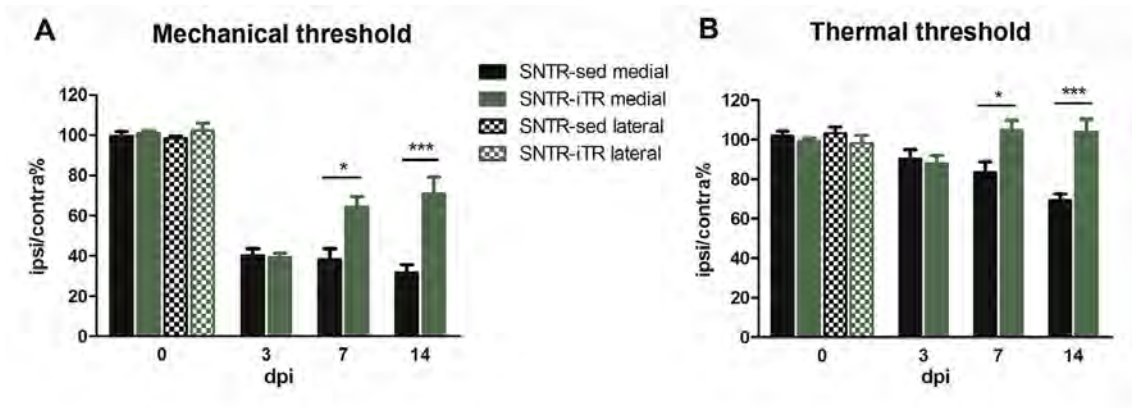 A
Mechanical threshold
SNTR-sed medial
SNTR-iTR medial
SNTR-sed lateral
SNTR-iTR lateral
ipsi/contra%
120
100
80
60
40
20
0
*
***
0 3 7 14
dpi
B
Thermal threshold
ipsi/contra%
120
100
80
60
40
20
0
*
***
0 3 7 14
dpi